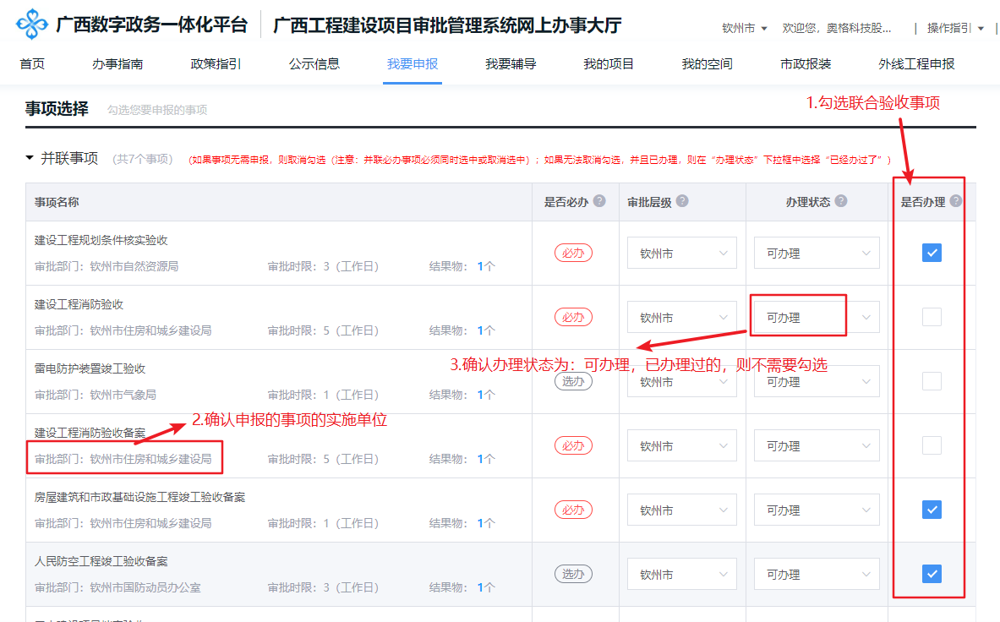 广西数字政务一体化平台 广西工程建设项目审批管理系统网上办事大厅 钦州市 欢迎您，奥格科技股... | 操作指引 |
首页 办事指南 政策指引 公示信息 我要申报 我要辅导 我的项目 我的空间 市政报装 外线工程申报
1.勾选联合验收事项
事项选择 勾选您要申报的事项
并联事项 （共7个事项） （如果事项无需申报，则取消勾选（注意：并联必办事项必须同时选中或取消选中）；如果无法取消勾选，并且已办理，则在“办理状态”下拉框中选择“已经办过了”）
事项名称 是否必办 ? 审批层级 ? 办理状态 ? 是否办理 ?
建设工程规划条件核实验收
审批部门：钦州市自然资源局 审批时限：3（工作日） 结果物：1个 必办 钦州市 可办理
建设工程消防验收
审批部门：钦州市住房和城乡建设局 审批时限：5（工作日） 结果物：1个 必办 钦州市 可办理
3.确认办理状态为：可办理，已办理过的，则不需要勾选
雷电防护装置竣工验收
审批部门：钦州市气象局 审批时限：1（工作日） 结果物：1个 选办 钦州市 可办理
2.确认申报的事项的实施单位
建设工程消防验收备案
审批部门：钦州市住房和城乡建设局 审批时限：5（工作日） 结果物：1个 必办 钦州市 可办理
房屋建筑和市政基础设施工程竣工验收备案
审批部门：钦州市住房和城乡建设局 审批时限：1（工作日） 结果物：1个 必办 钦州市 可办理
人民防空工程竣工验收备案
审批部门：钦州市国防动员办公室 审批时限：3（工作日） 结果物：1个 选办 钦州市 可办理